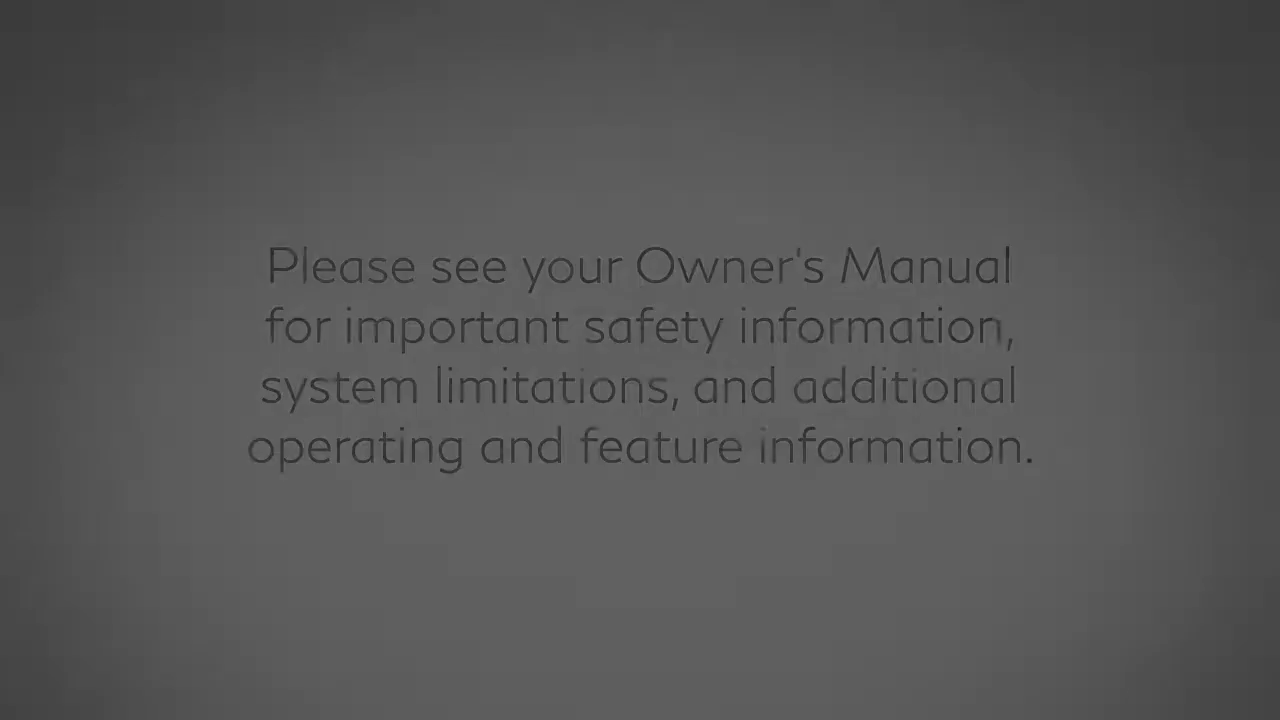 Please see your Owner's Manual
for important safety information,
system limitations, and additional
operating and feature information.